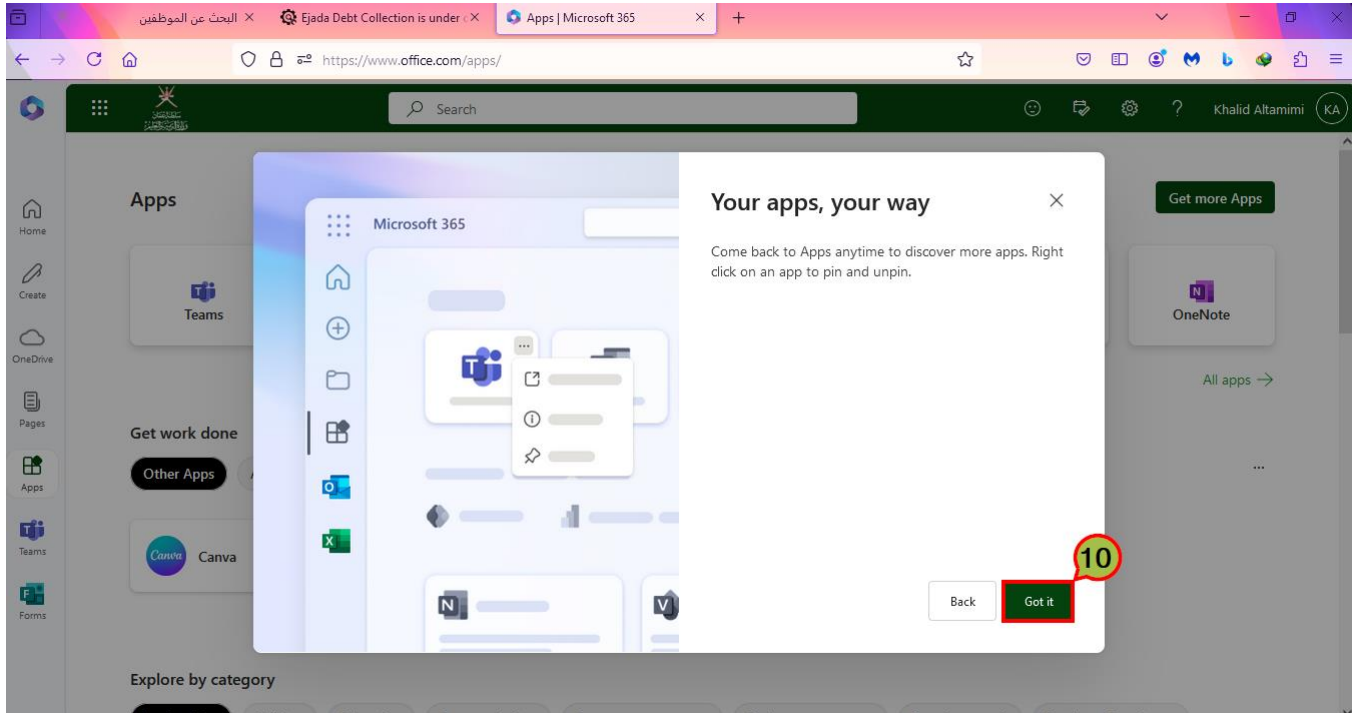 البحث عن الموظفين
Ejada Debt Collection is under c
Apps | Microsoft 365
https://www.office.com/apps/
Search
Khalid Altamimi
KA
Home
Create
OneDrive
Pages
Apps
Teams
Forms
Apps
Get more Apps
Teams
OneNote
All apps →
Get work done
Other Apps
...
Canva
Canva
Explore by category
Microsoft 365
Your apps, your way
Come back to Apps anytime to discover more apps. Right
click on an app to pin and unpin.
10
Back
Got it